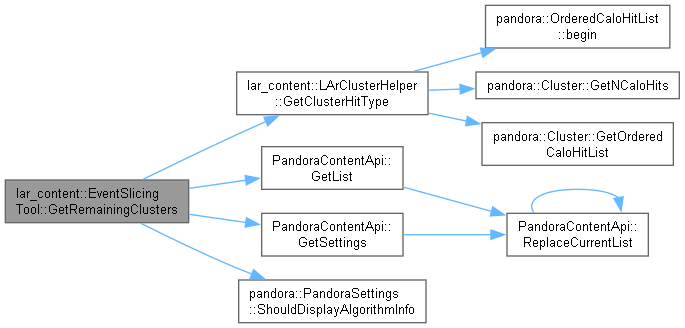 lar_content::EventSlicing
Tool::GetRemainingClusters
lar_content::LArClusterHelper
::GetClusterHitType
PandoraContentApi::
GetList
PandoraContentApi::
GetSettings
pandora::PandoraSettings
::ShouldDisplayAlgorithmInfo
pandora::OrderedCaloHitList
::begin
pandora::Cluster::GetNCaloHits
pandora::Cluster::GetOrdered
CaloHitList
PandoraContentApi::
ReplaceCurrentList